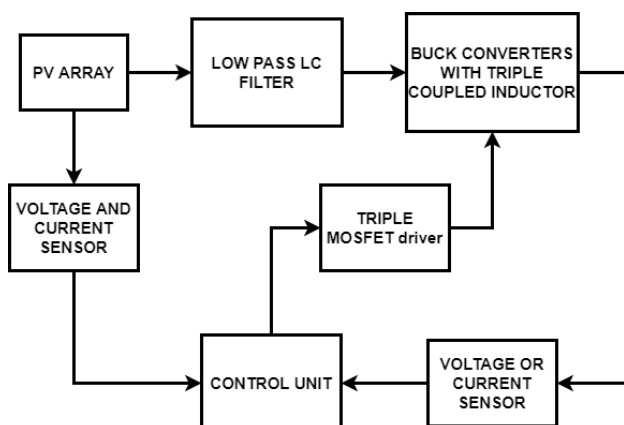 PV ARRAY
LOW PASS LC
FILTER
BUCK CONVERTERS
WITH TRIPLE
COUPLED INDUCTOR
VOLTAGE AND
CURRENT
SENSOR
TRIPLE
MOSFET driver
CONTROL UNIT
VOLTAGE OR
CURRENT
SENSOR